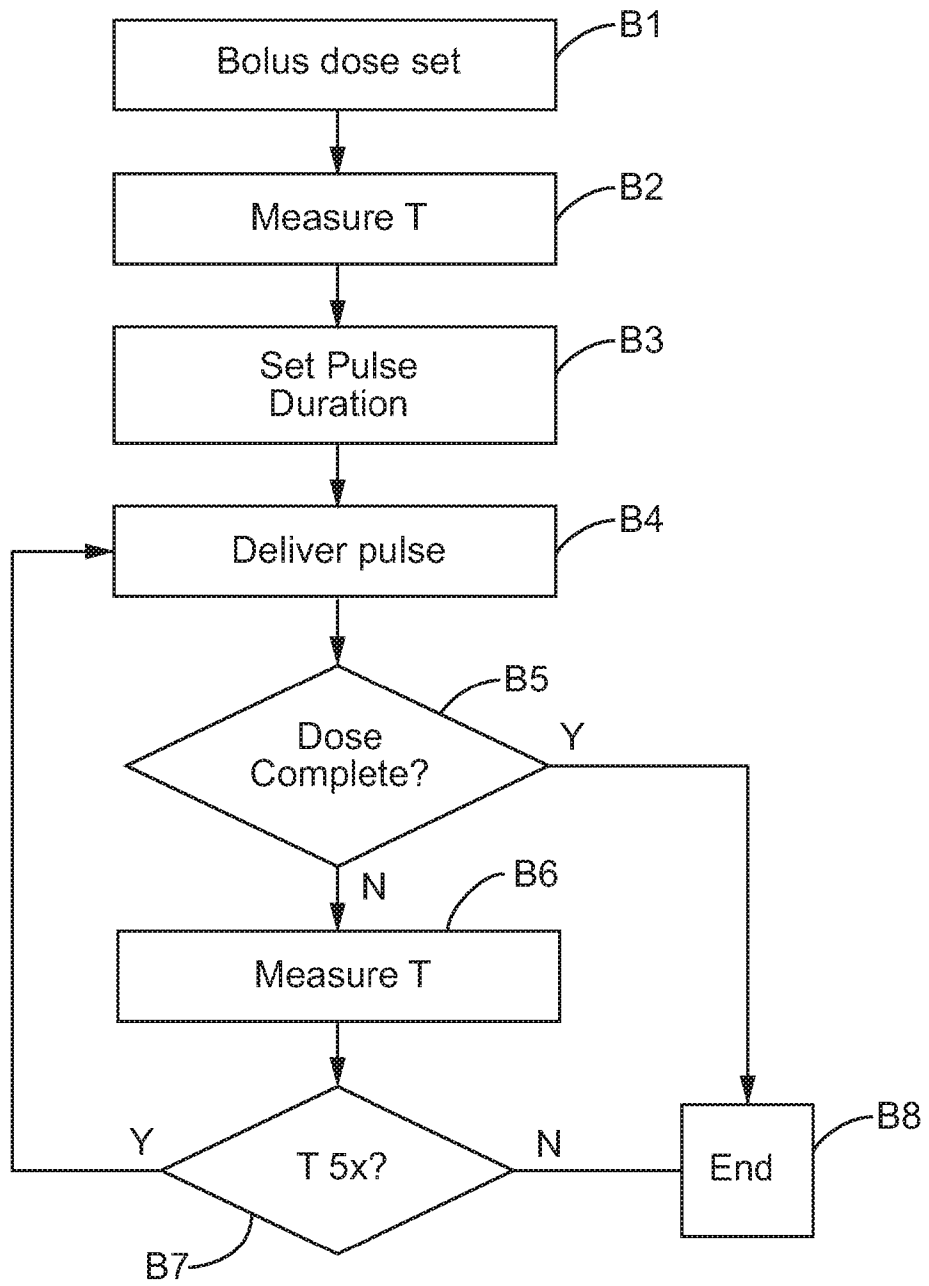 B1
Bolus dose set
B2
Measure T
B3
Set Pulse
Duration
B4
Deliver pulse
B5
Dose
Complete?
Y
N
B6
Measure T
Y
T 5x?
N
End
B8
B7